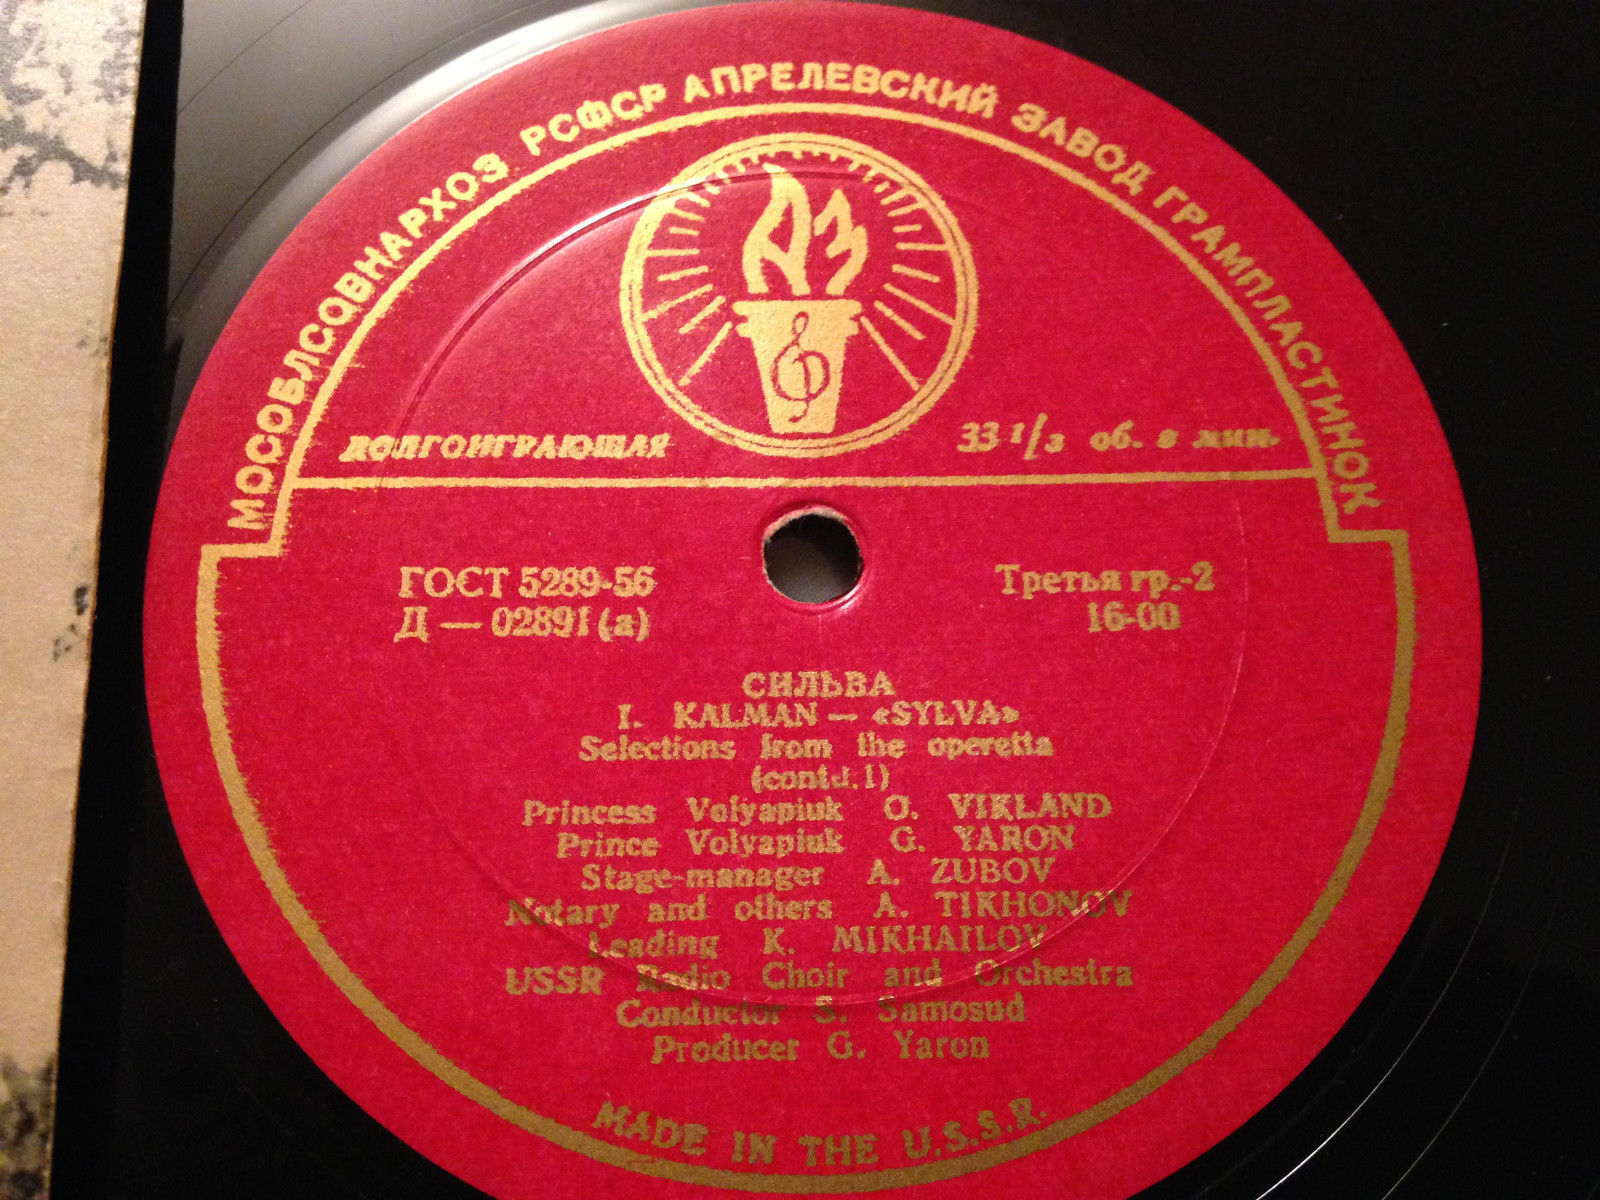 МОСОБЛСОВНАРХОЗ РСФСР АПРЕЛЕВСКИЙ ЗАВОД ГРАМПЛАСТИНОК
АЗ
ДОЛГОИГРАЮЩАЯ
33 1/3 об. в мин.
ГОСТ 5289-56
Д — 02891 (а)
Третья гр.-2
16-00
СИЛЬВА
I. KALMAN — «SYLVA»
Selections from the operetta
(contd.1)
Princess Volyapiuk O. VIKLAND
Prince Volyapiuk G. YARON
Stage-manager A. ZUBOV
Notary and others A. TIKHONOV
Leading K. MIKHAILOV
USSR Radio Choir and Orchestra
Conductor S. Samosud
Producer G. Yaron
MADE IN THE U.S.S.R.